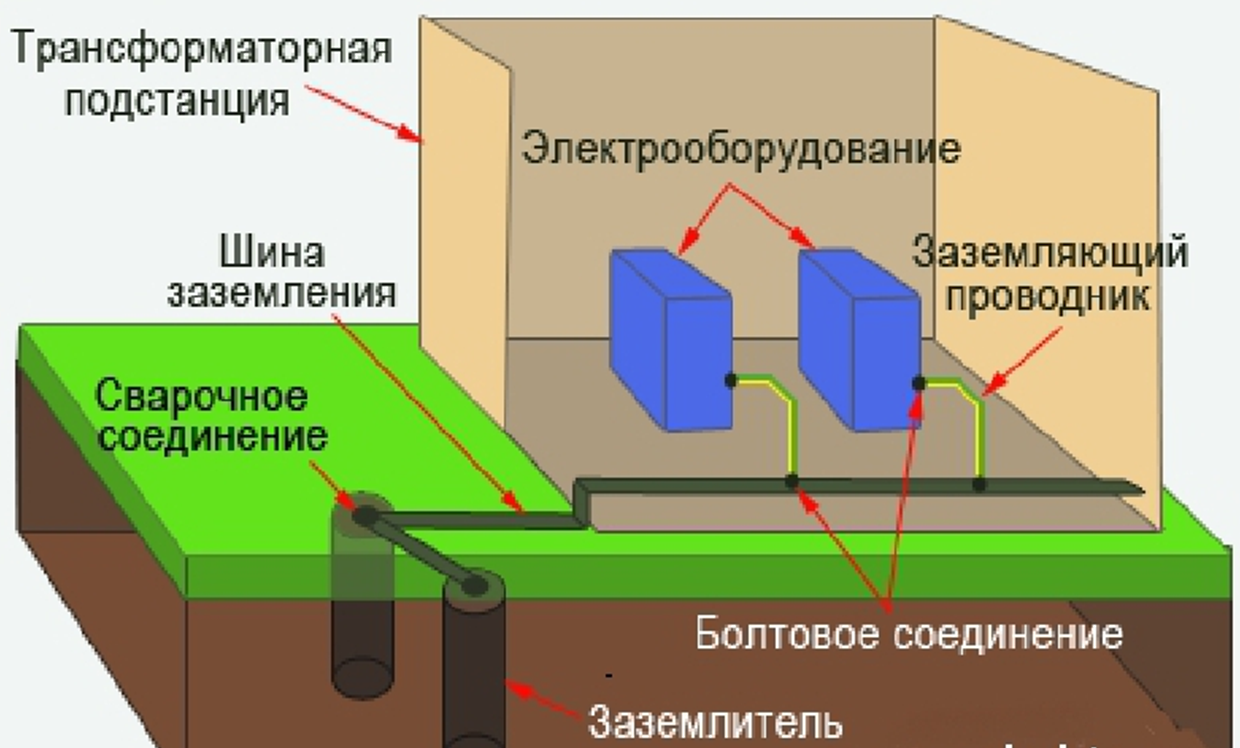 Трансформаторная
подстанция
Электрооборудование
Шина
заземления
Заземляющий
проводник
Сварочное
соединение
Болтовое соединение
Заземлитель